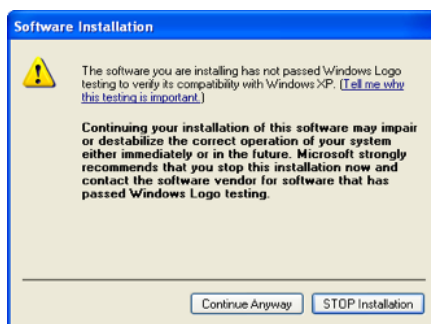 Software Installation
The software you are installing has not passed Windows Logo
testing to verify its compatibility with Windows XP. (Tell me why
this testing is important.)
Continuing your installation of this software may impair
or destabilize the correct operation of your system
either immediately or in the future. Microsoft strongly
recommends that you stop this installation now and
contact the software vendor for software that has
passed Windows Logo testing.
Continue Anyway
STOP Installation